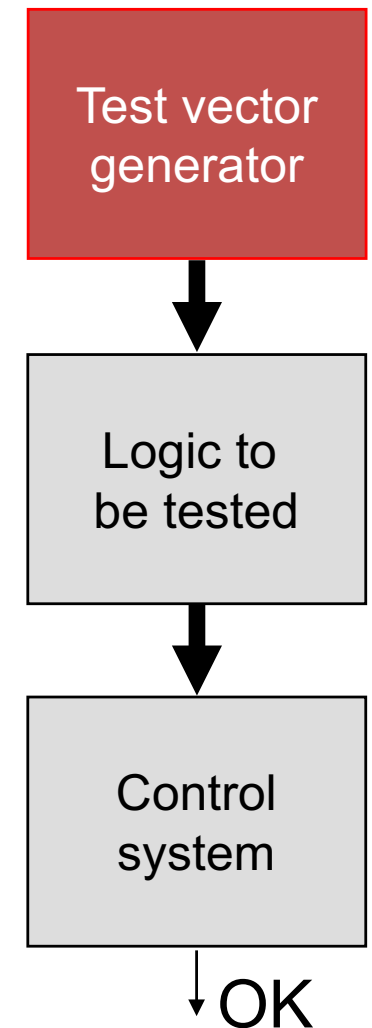 Test vector
generator
Logic to
be tested
Control
system
OK